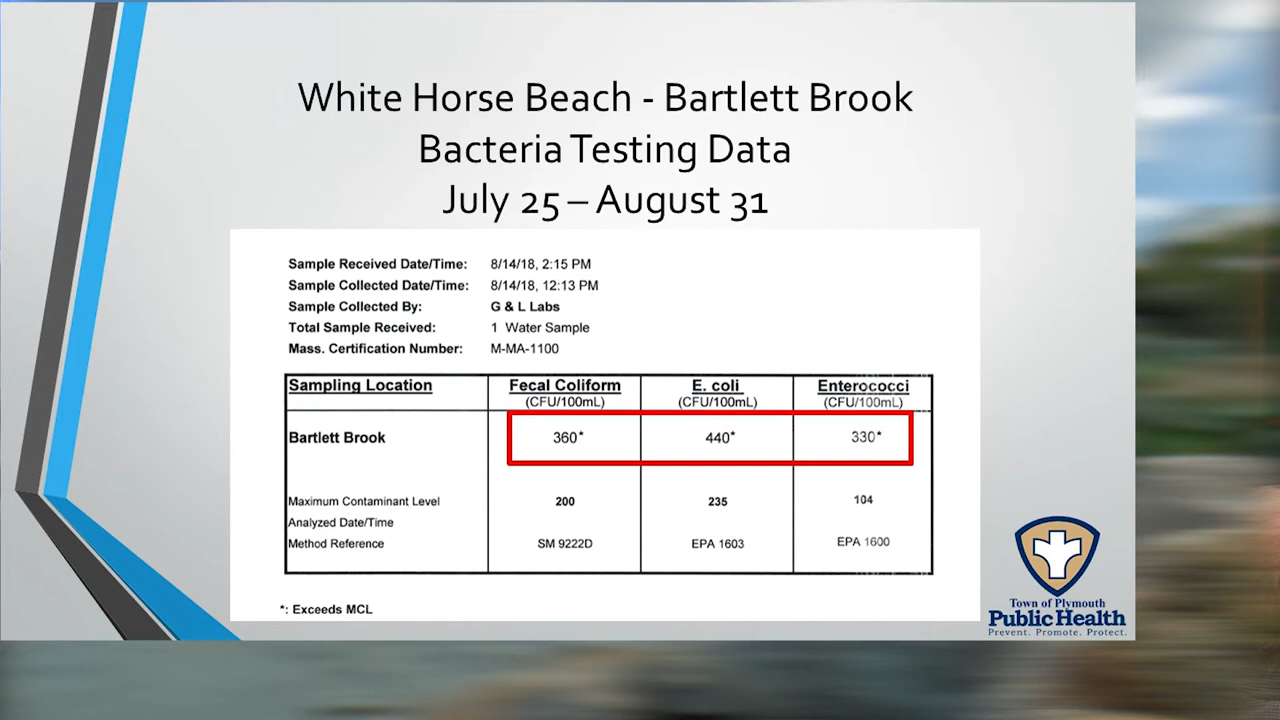 White Horse Beach - Bartlett Brook
Bacteria Testing Data
July 25 – August 31
Sample Received Date/Time: 8/14/18, 2:15 PM
Sample Collected Date/Time: 8/14/18, 12:13 PM
Sample Collected By: G & L Labs
Total Sample Received: 1 Water Sample
Mass. Certification Number: M-MA-1100
Sampling Location Fecal Coliform E. coli Enterococci
(CFU/100mL) (CFU/100mL) (CFU/100mL)
Bartlett Brook 360* 440* 330*
Maximum Contaminant Level 200 235 104
Analyzed Date/Time
Method Reference SM 9222D EPA 1603 EPA 1600
*: Exceeds MCL
Town of Plymouth
Public Health
Prevent. Promote. Protect.